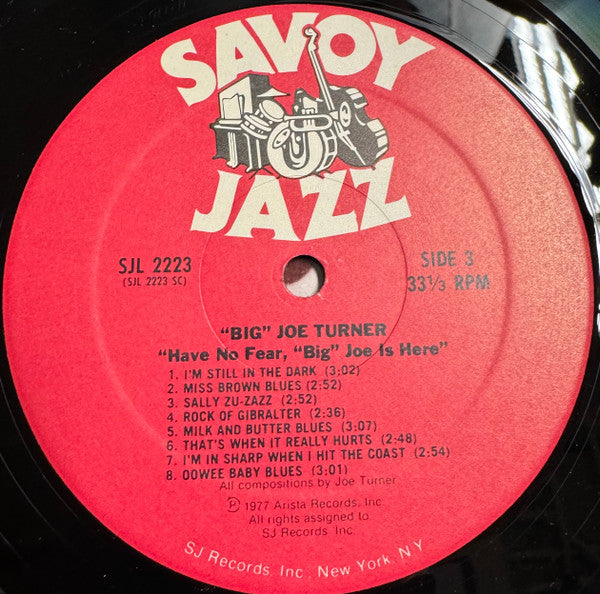 SAVOY
JAZZ
SJL 2223
(SJL 2223 SC)
SIDE 3
33⅓ RPM
"BIG" JOE TURNER
"Have No Fear, "Big" Joe Is Here"
1. I'M STILL IN THE DARK (3:02)
2. MISS BROWN BLUES (2:52)
3. SALLY ZU-ZAZZ (2:52)
4. ROCK OF GIBRALTER (2:36)
5. MILK AND BUTTER BLUES (3:07)
6. THAT'S WHEN IT REALLY HURTS (2:48)
7. I'M IN SHARP WHEN I HIT THE COAST (2:54)
8. OOWEE BABY BLUES (3:01)
All compositions by Joe Turner
Ⓟ 1977 Arista Records, Inc.
All rights assigned to
SJ Records Inc.
SJ Records, Inc., New York, N.Y.